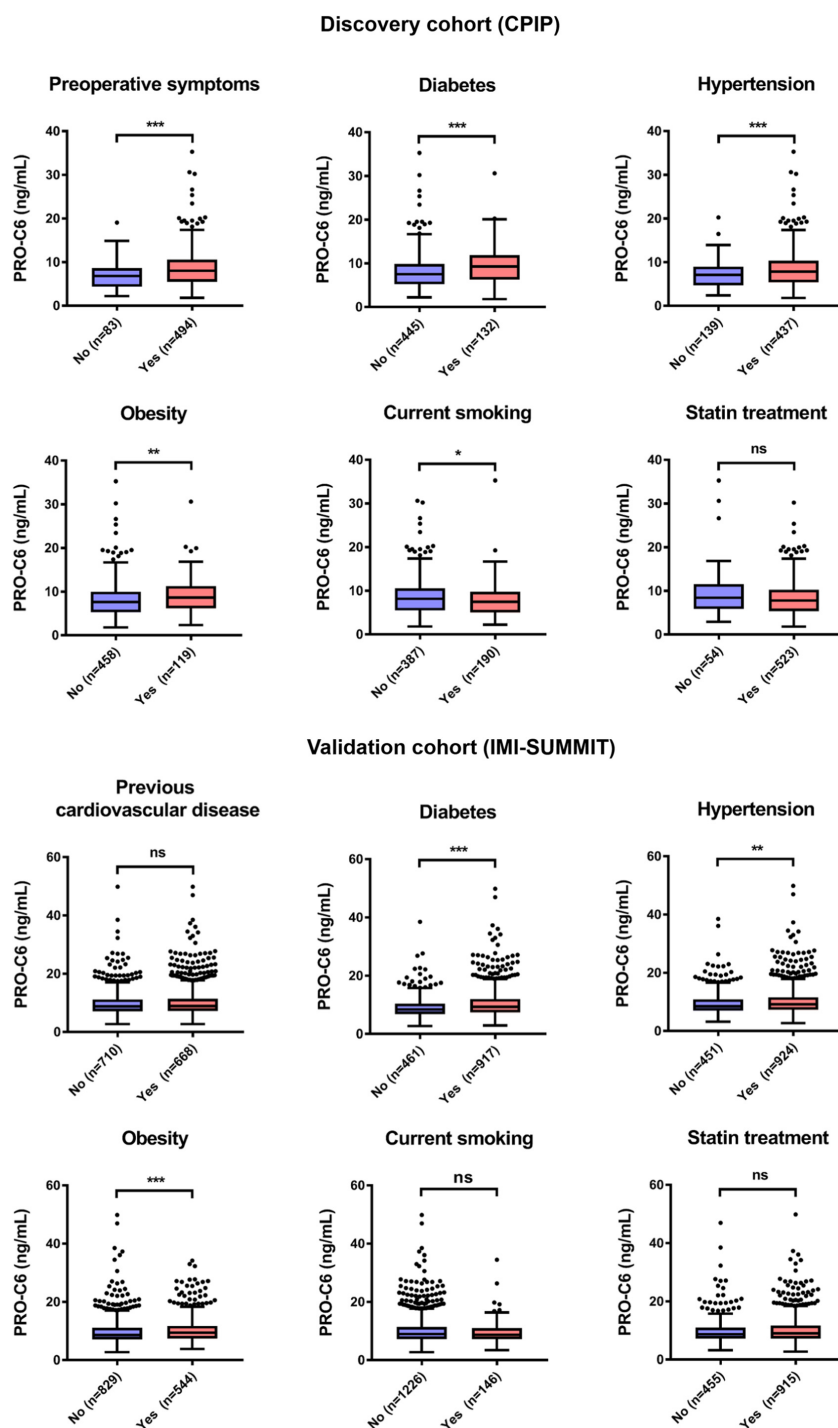 Discovery cohort (CPIP)
Preoperative symptoms
***
PRO-C6 (ng/mL)
40
30
20
10
0
No (n=83)
Yes (n=494)
Diabetes
***
PRO-C6 (ng/mL)
40
30
20
10
0
No (n=445)
Yes (n=132)
Hypertension
***
PRO-C6 (ng/mL)
40
30
20
10
0
No (n=139)
Yes (n=437)
Obesity
**
PRO-C6 (ng/mL)
40
30
20
10
0
No (n=458)
Yes (n=119)
Current smoking
*
PRO-C6 (ng/mL)
40
30
20
10
0
No (n=387)
Yes (n=190)
Statin treatment
ns
PRO-C6 (ng/mL)
40
30
20
10
0
No (n=54)
Yes (n=523)
Validation cohort (IMI-SUMMIT)
Previous
cardiovascular disease
ns
PRO-C6 (ng/mL)
60
40
20
0
No (n=710)
Yes (n=668)
Diabetes
***
PRO-C6 (ng/mL)
60
40
20
0
No (n=461)
Yes (n=917)
Hypertension
**
PRO-C6 (ng/mL)
60
40
20
0
No (n=451)
Yes (n=924)
Obesity
***
PRO-C6 (ng/mL)
60
40
20
0
No (n=829)
Yes (n=544)
Current smoking
ns
PRO-C6 (ng/mL)
60
40
20
0
No (n=1226)
Yes (n=146)
Statin treatment
ns
PRO-C6 (ng/mL)
60
40
20
0
No (n=455)
Yes (n=915)